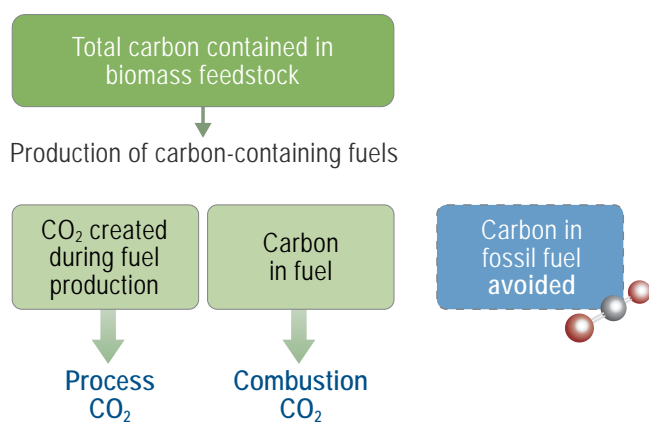 Total carbon contained in
biomass feedstock
Production of carbon-containing fuels
CO₂ created
during fuel
production
Carbon
in fuel
Carbon in
fossil fuel
avoided
Process
CO₂
Combustion
CO₂